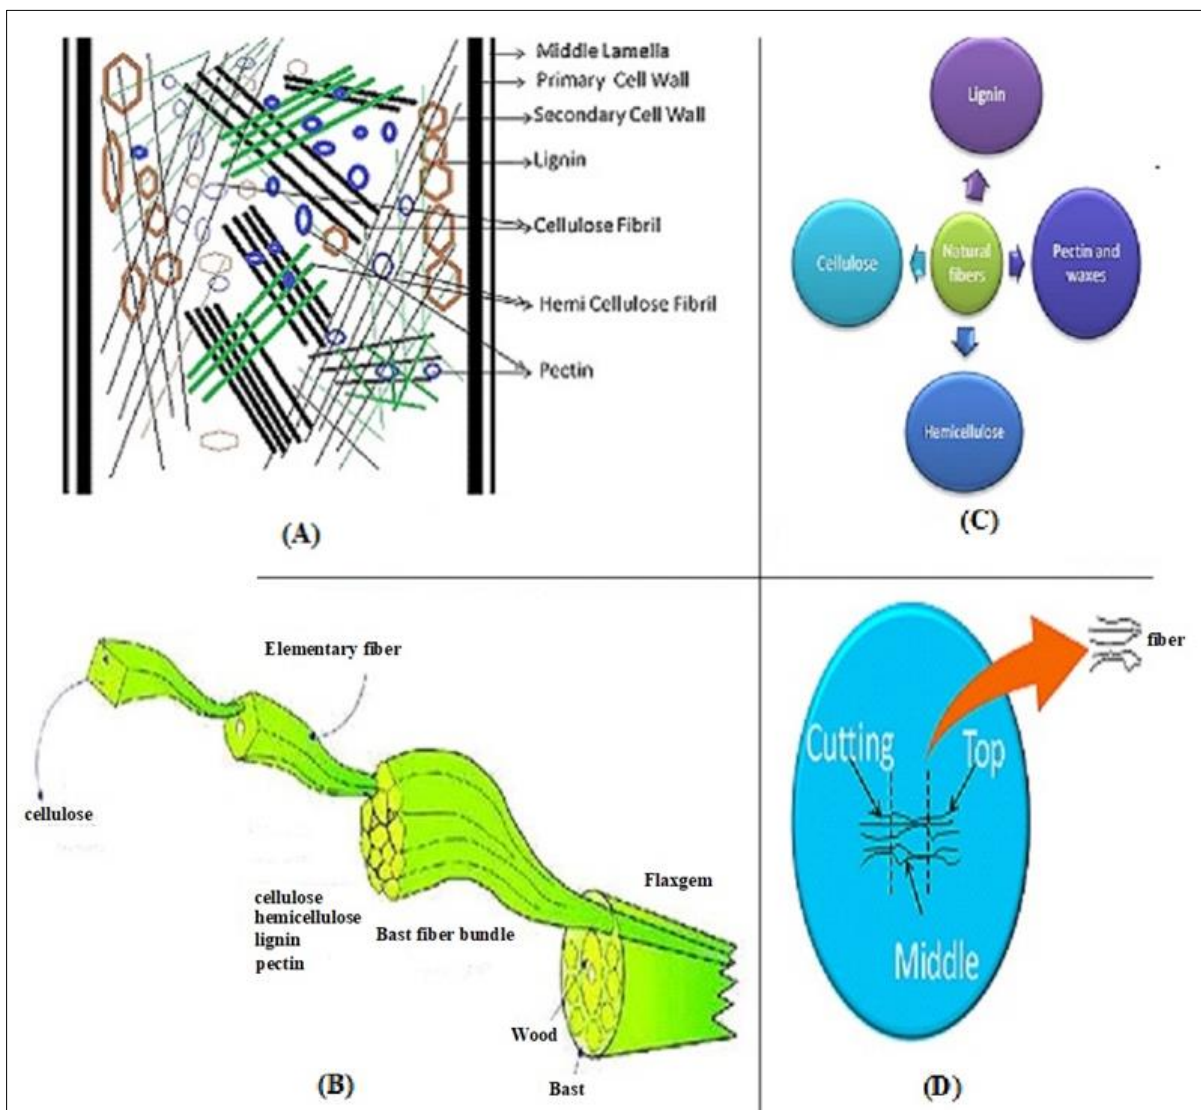 Middle Lamella
Primary Cell Wall
Secondary Cell Wall
Lignin
Cellulose Fibril
Hemi Cellulose Fibril
Pectin
(A)
Lignin
Cellulose
Natural
fibers
Pectin and
waxes
Hemicellulose
(C)
Elementary fiber
cellulose
cellulose
hemicellulose
lignin
pectin
Bast fiber bundle
Flaxgem
Wood
Bast
(B)
fiber
Cutting
Top
Middle
(D)